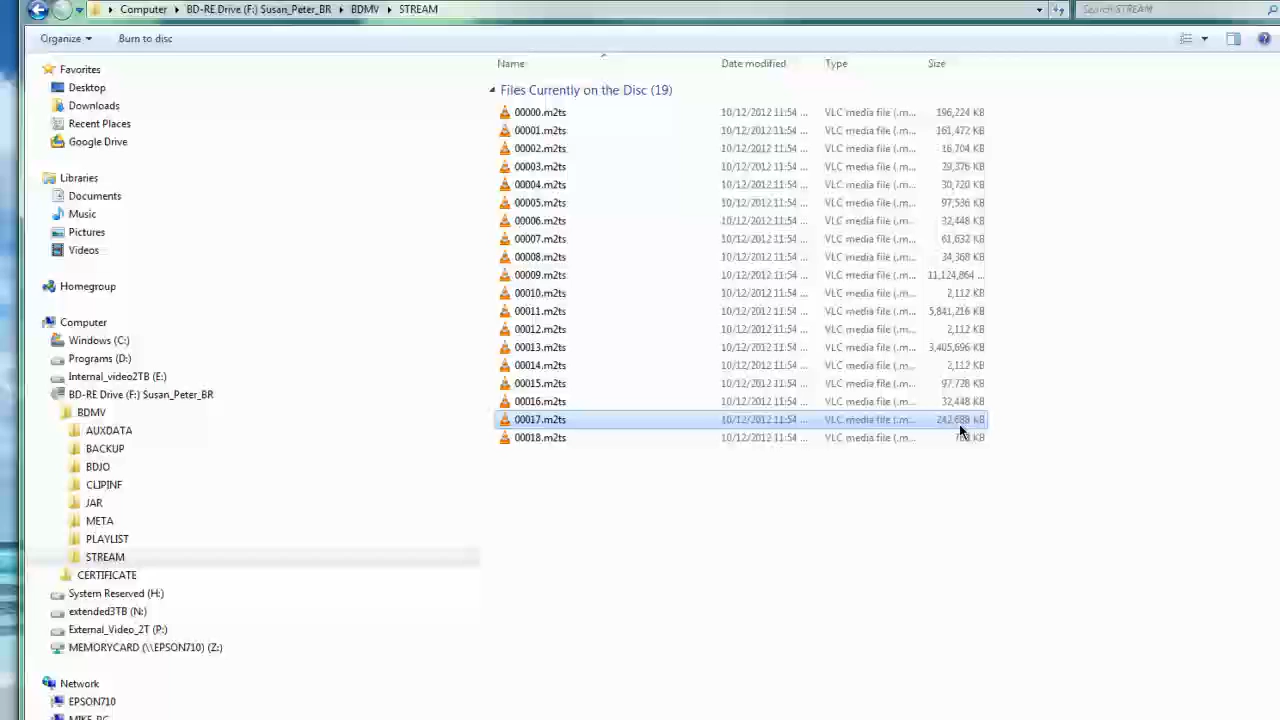 Computer BD-RE Drive (F:) Susan_Peter_BR BDMV STREAM Search STREAM
Organize Burn to disc
Favorites
Desktop
Downloads
Recent Places
Google Drive
Libraries
Documents
Music
Pictures
Videos
Homegroup
Computer
Windows (C:)
Programs (D:)
Internal_video2TB (E:)
BD-RE Drive (F:) Susan_Peter_BR
BDMV
AUXDATA
BACKUP
BDJO
CLIPINF
JAR
META
PLAYLIST
STREAM
CERTIFICATE
System Reserved (H:)
extended3TB (N:)
External_Video_2T (P:)
MEMORYCARD (\\EPSON710) (Z:)
Network
EPSON710
MIKE_PC
Name Date modified Type Size
Files Currently on the Disc (19)
00000.m2ts 10/12/2012 11:54 ... VLC media file (.m... 196,224 KB
00001.m2ts 10/12/2012 11:54 ... VLC media file (.m... 161,472 KB
00002.m2ts 10/12/2012 11:54 ... VLC media file (.m... 16,704 KB
00003.m2ts 10/12/2012 11:54 ... VLC media file (.m... 29,376 KB
00004.m2ts 10/12/2012 11:54 ... VLC media file (.m... 30,720 KB
00005.m2ts 10/12/2012 11:54 ... VLC media file (.m... 97,536 KB
00006.m2ts 10/12/2012 11:54 ... VLC media file (.m... 32,448 KB
00007.m2ts 10/12/2012 11:54 ... VLC media file (.m... 61,632 KB
00008.m2ts 10/12/2012 11:54 ... VLC media file (.m... 34,368 KB
00009.m2ts 10/12/2012 11:54 ... VLC media file (.m... 11,124,864 ...
00010.m2ts 10/12/2012 11:54 ... VLC media file (.m... 2,112 KB
00011.m2ts 10/12/2012 11:54 ... VLC media file (.m... 5,841,216 KB
00012.m2ts 10/12/2012 11:54 ... VLC media file (.m... 2,112 KB
00013.m2ts 10/12/2012 11:54 ... VLC media file (.m... 3,405,696 KB
00014.m2ts 10/12/2012 11:54 ... VLC media file (.m... 2,112 KB
00015.m2ts 10/12/2012 11:54 ... VLC media file (.m... 97,728 KB
00016.m2ts 10/12/2012 11:54 ... VLC media file (.m... 32,448 KB
00017.m2ts 10/12/2012 11:54 ... VLC media file (.m... 242,688 KB
00018.m2ts 10/12/2012 11:54 ... VLC media file (.m... KB